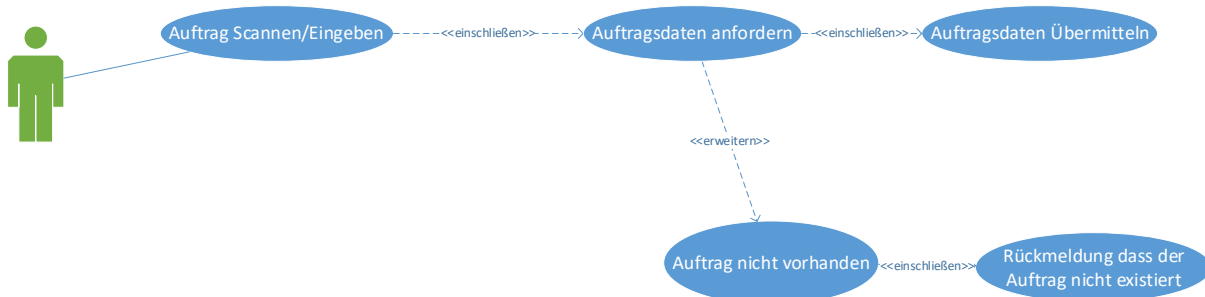 Auftrag Scannen/Eingeben
<<einschließen>>
Auftragsdaten anfordern
<<einschließen>>
Auftragsdaten Übermitteln
<<erweitern>>
Auftrag nicht vorhanden
<<einschließen>>
Rückmeldung dass der
Auftrag nicht existiert